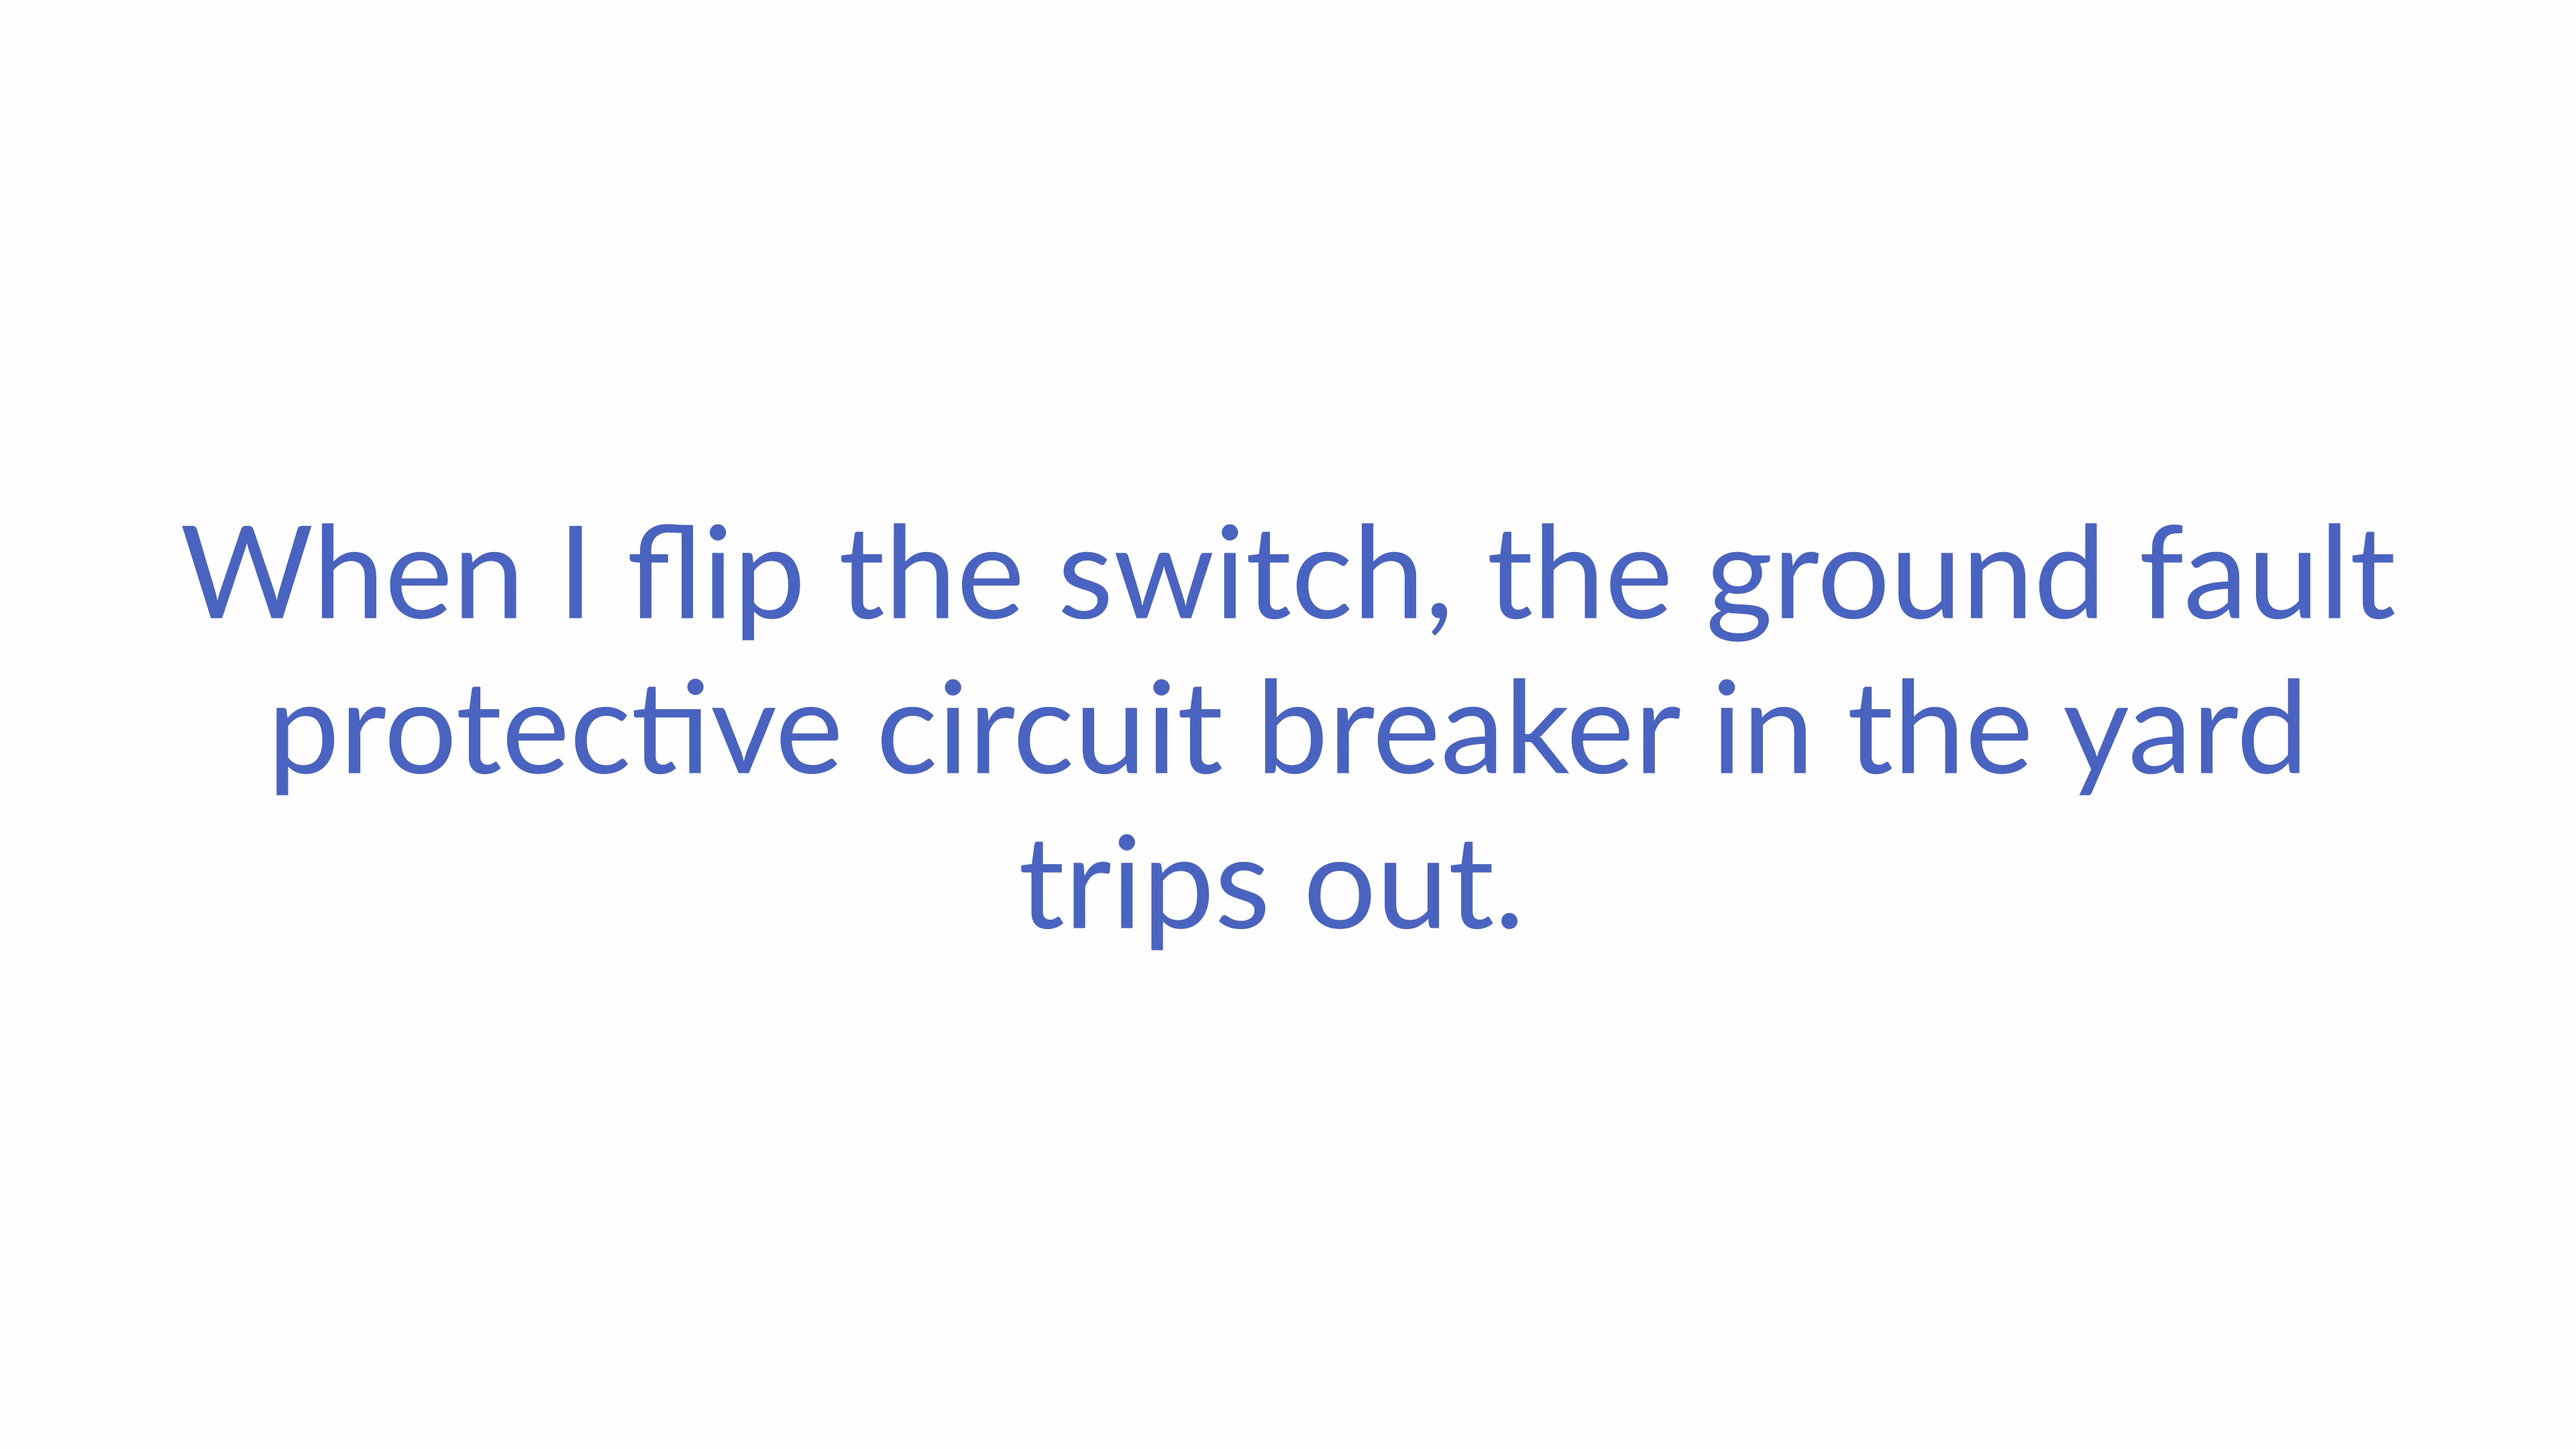 When I flip the switch, the ground fault
protective circuit breaker in the yard
trips out.